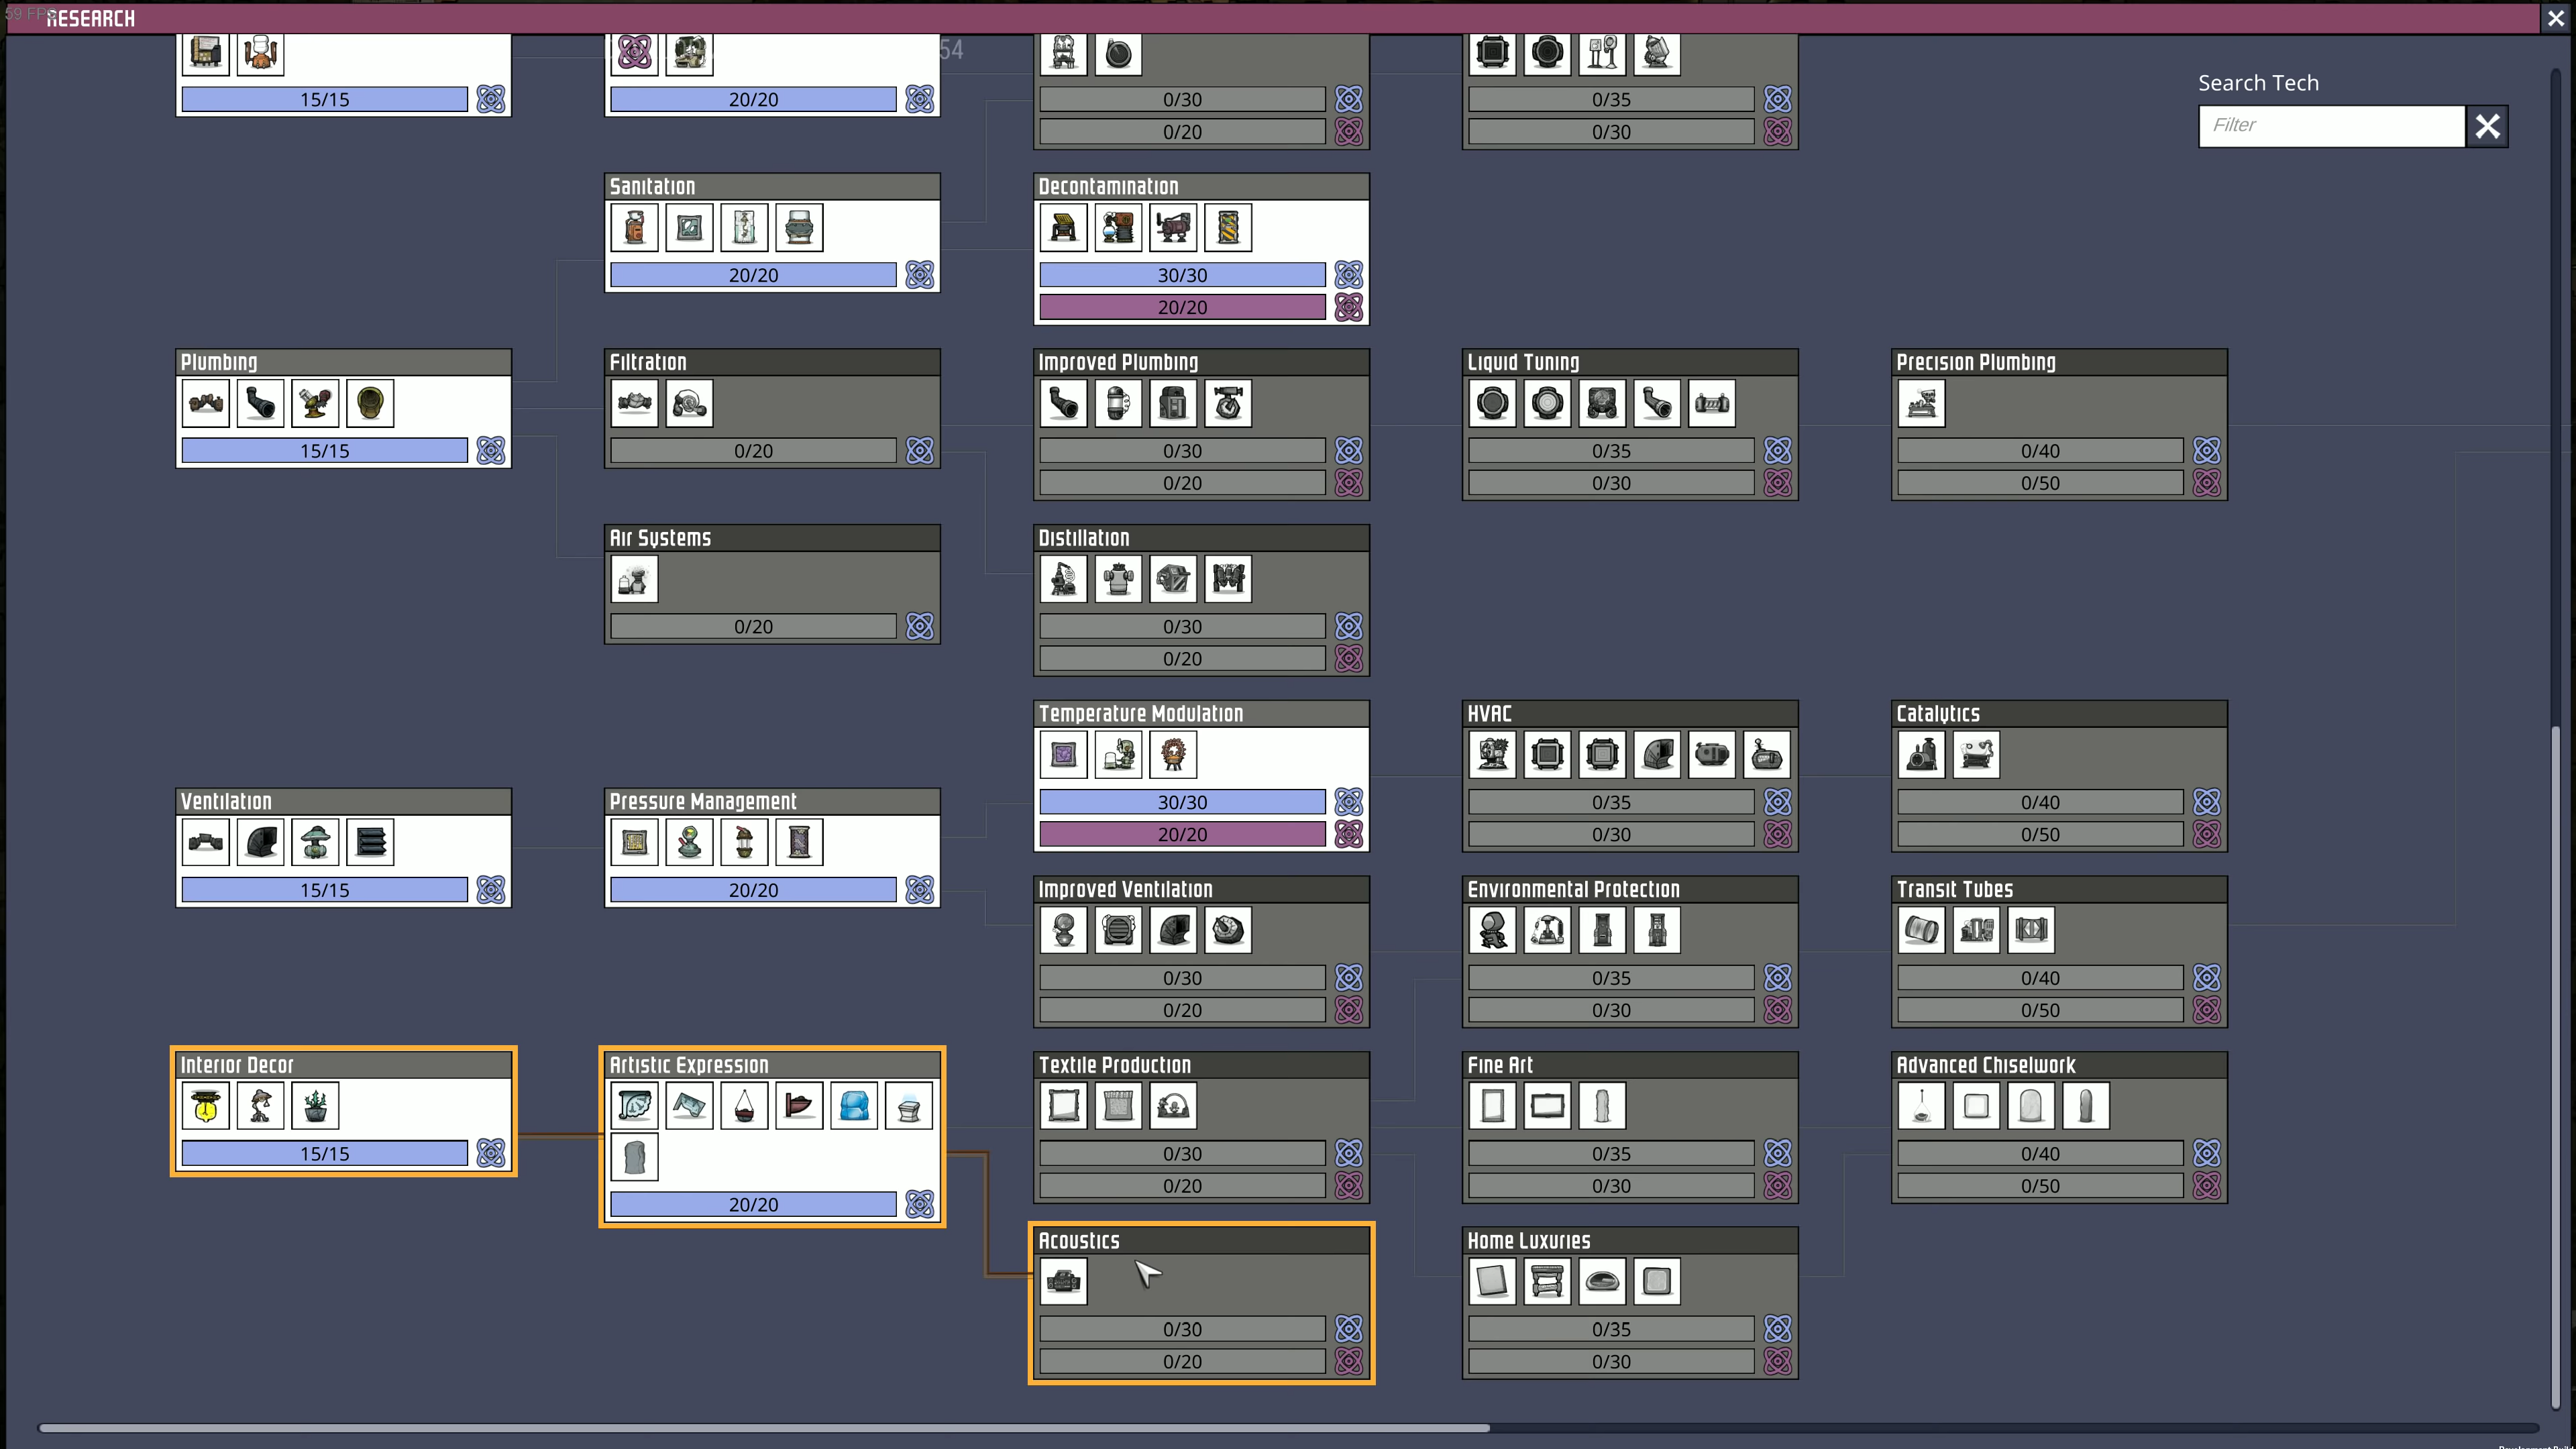 59 FPS
RESEARCH
54
Search Tech
Filter
15/15
20/20
0/30
0/20
0/35
0/30
Sanitation
20/20
Decontamination
30/30
20/20
Plumbing
15/15
Filtration
0/20
Improved Plumbing
0/30
0/20
Liquid Tuning
0/35
0/30
Precision Plumbing
0/40
0/50
Air Systems
0/20
Distillation
0/30
0/20
Temperature Modulation
30/30
20/20
HVAC
0/35
0/30
Catalytics
0/40
0/50
Ventilation
15/15
Pressure Management
20/20
Improved Ventilation
0/30
0/20
Environmental Protection
0/35
0/30
Transit Tubes
0/40
0/50
Interior Decor
15/15
Artistic Expression
20/20
Textile Production
0/30
0/20
Fine Art
0/35
0/30
Advanced Chiselwork
0/40
0/50
Acoustics
0/30
0/20
Home Luxuries
0/35
0/30